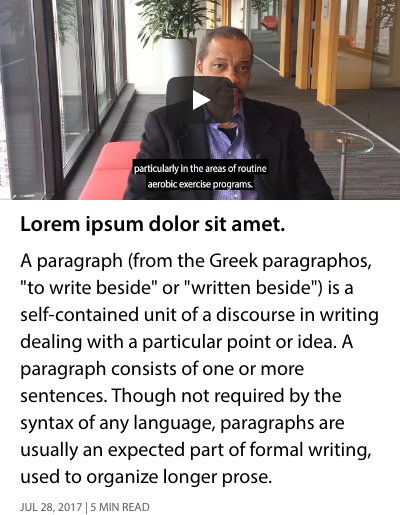 particularly in the areas of routine
aerobic exercise programs.
Lorem ipsum dolor sit amet.
A paragraph (from the Greek paragraphos,
"to write beside" or "written beside") is a
self-contained unit of a discourse in writing
dealing with a particular point or idea. A
paragraph consists of one or more
sentences. Though not required by the
syntax of any language, paragraphs are
usually an expected part of formal writing,
used to organize longer prose.
JUL 28, 2017 | 5 MIN READ